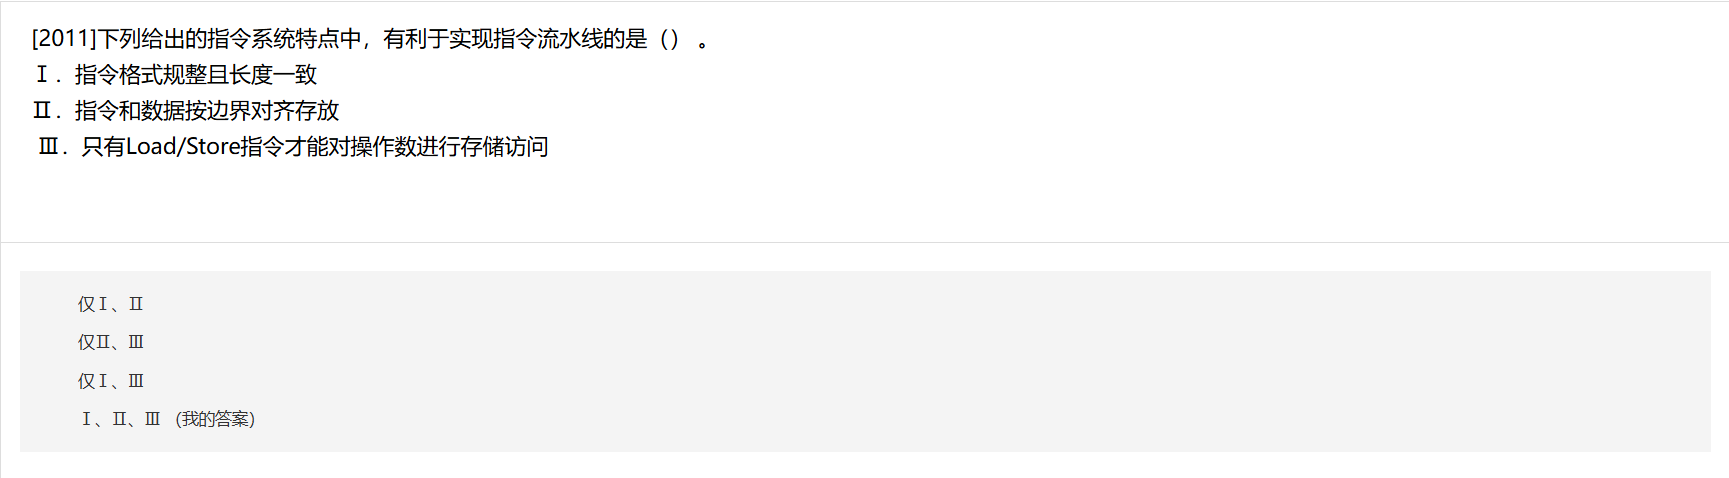 [2011]下列给出的指令系统特点中，有利于实现指令流水线的是（） 。
Ⅰ．指令格式规整且长度一致
Ⅱ．指令和数据按边界对齐存放
Ⅲ．只有Load/Store指令才能对操作数进行存储访问
仅Ⅰ、Ⅱ
仅Ⅱ、Ⅲ
仅Ⅰ、Ⅲ
Ⅰ、Ⅱ、Ⅲ （我的答案）